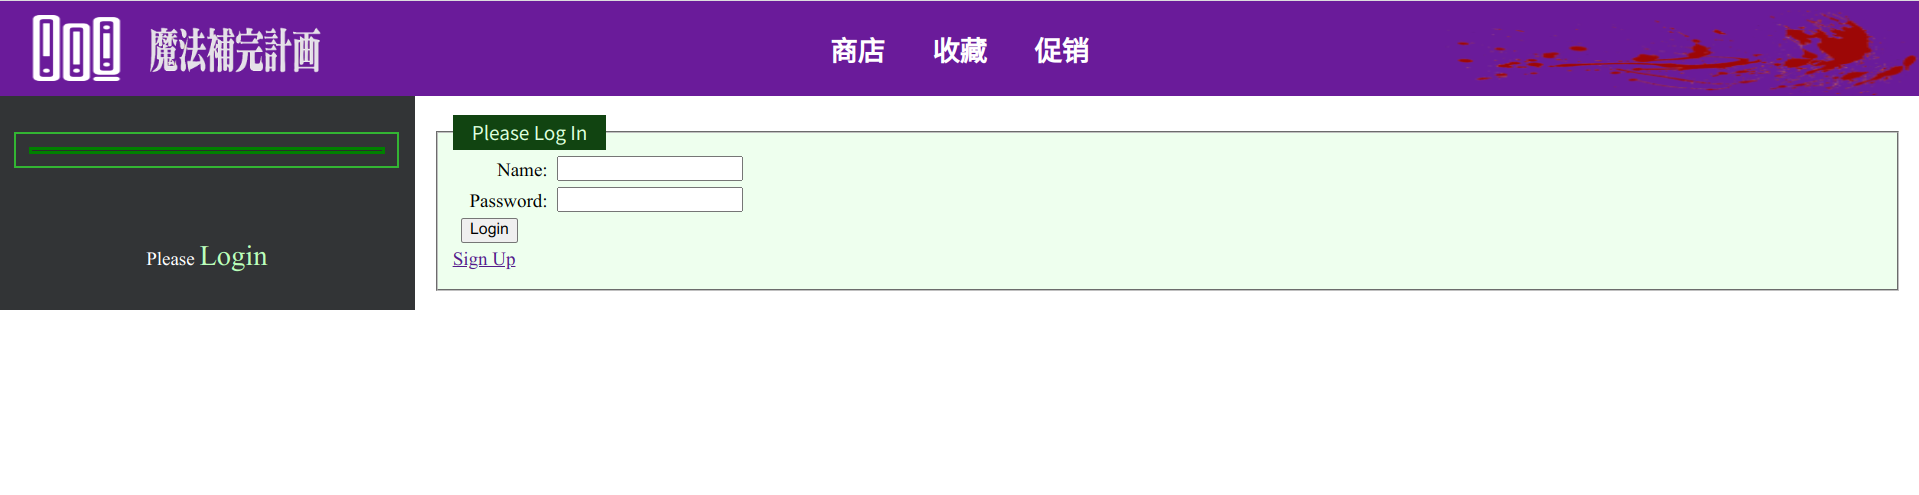 魔法補完計画
商店 收藏 促销
Please Login
Please Log In
Name:
Password:
Login
Sign Up